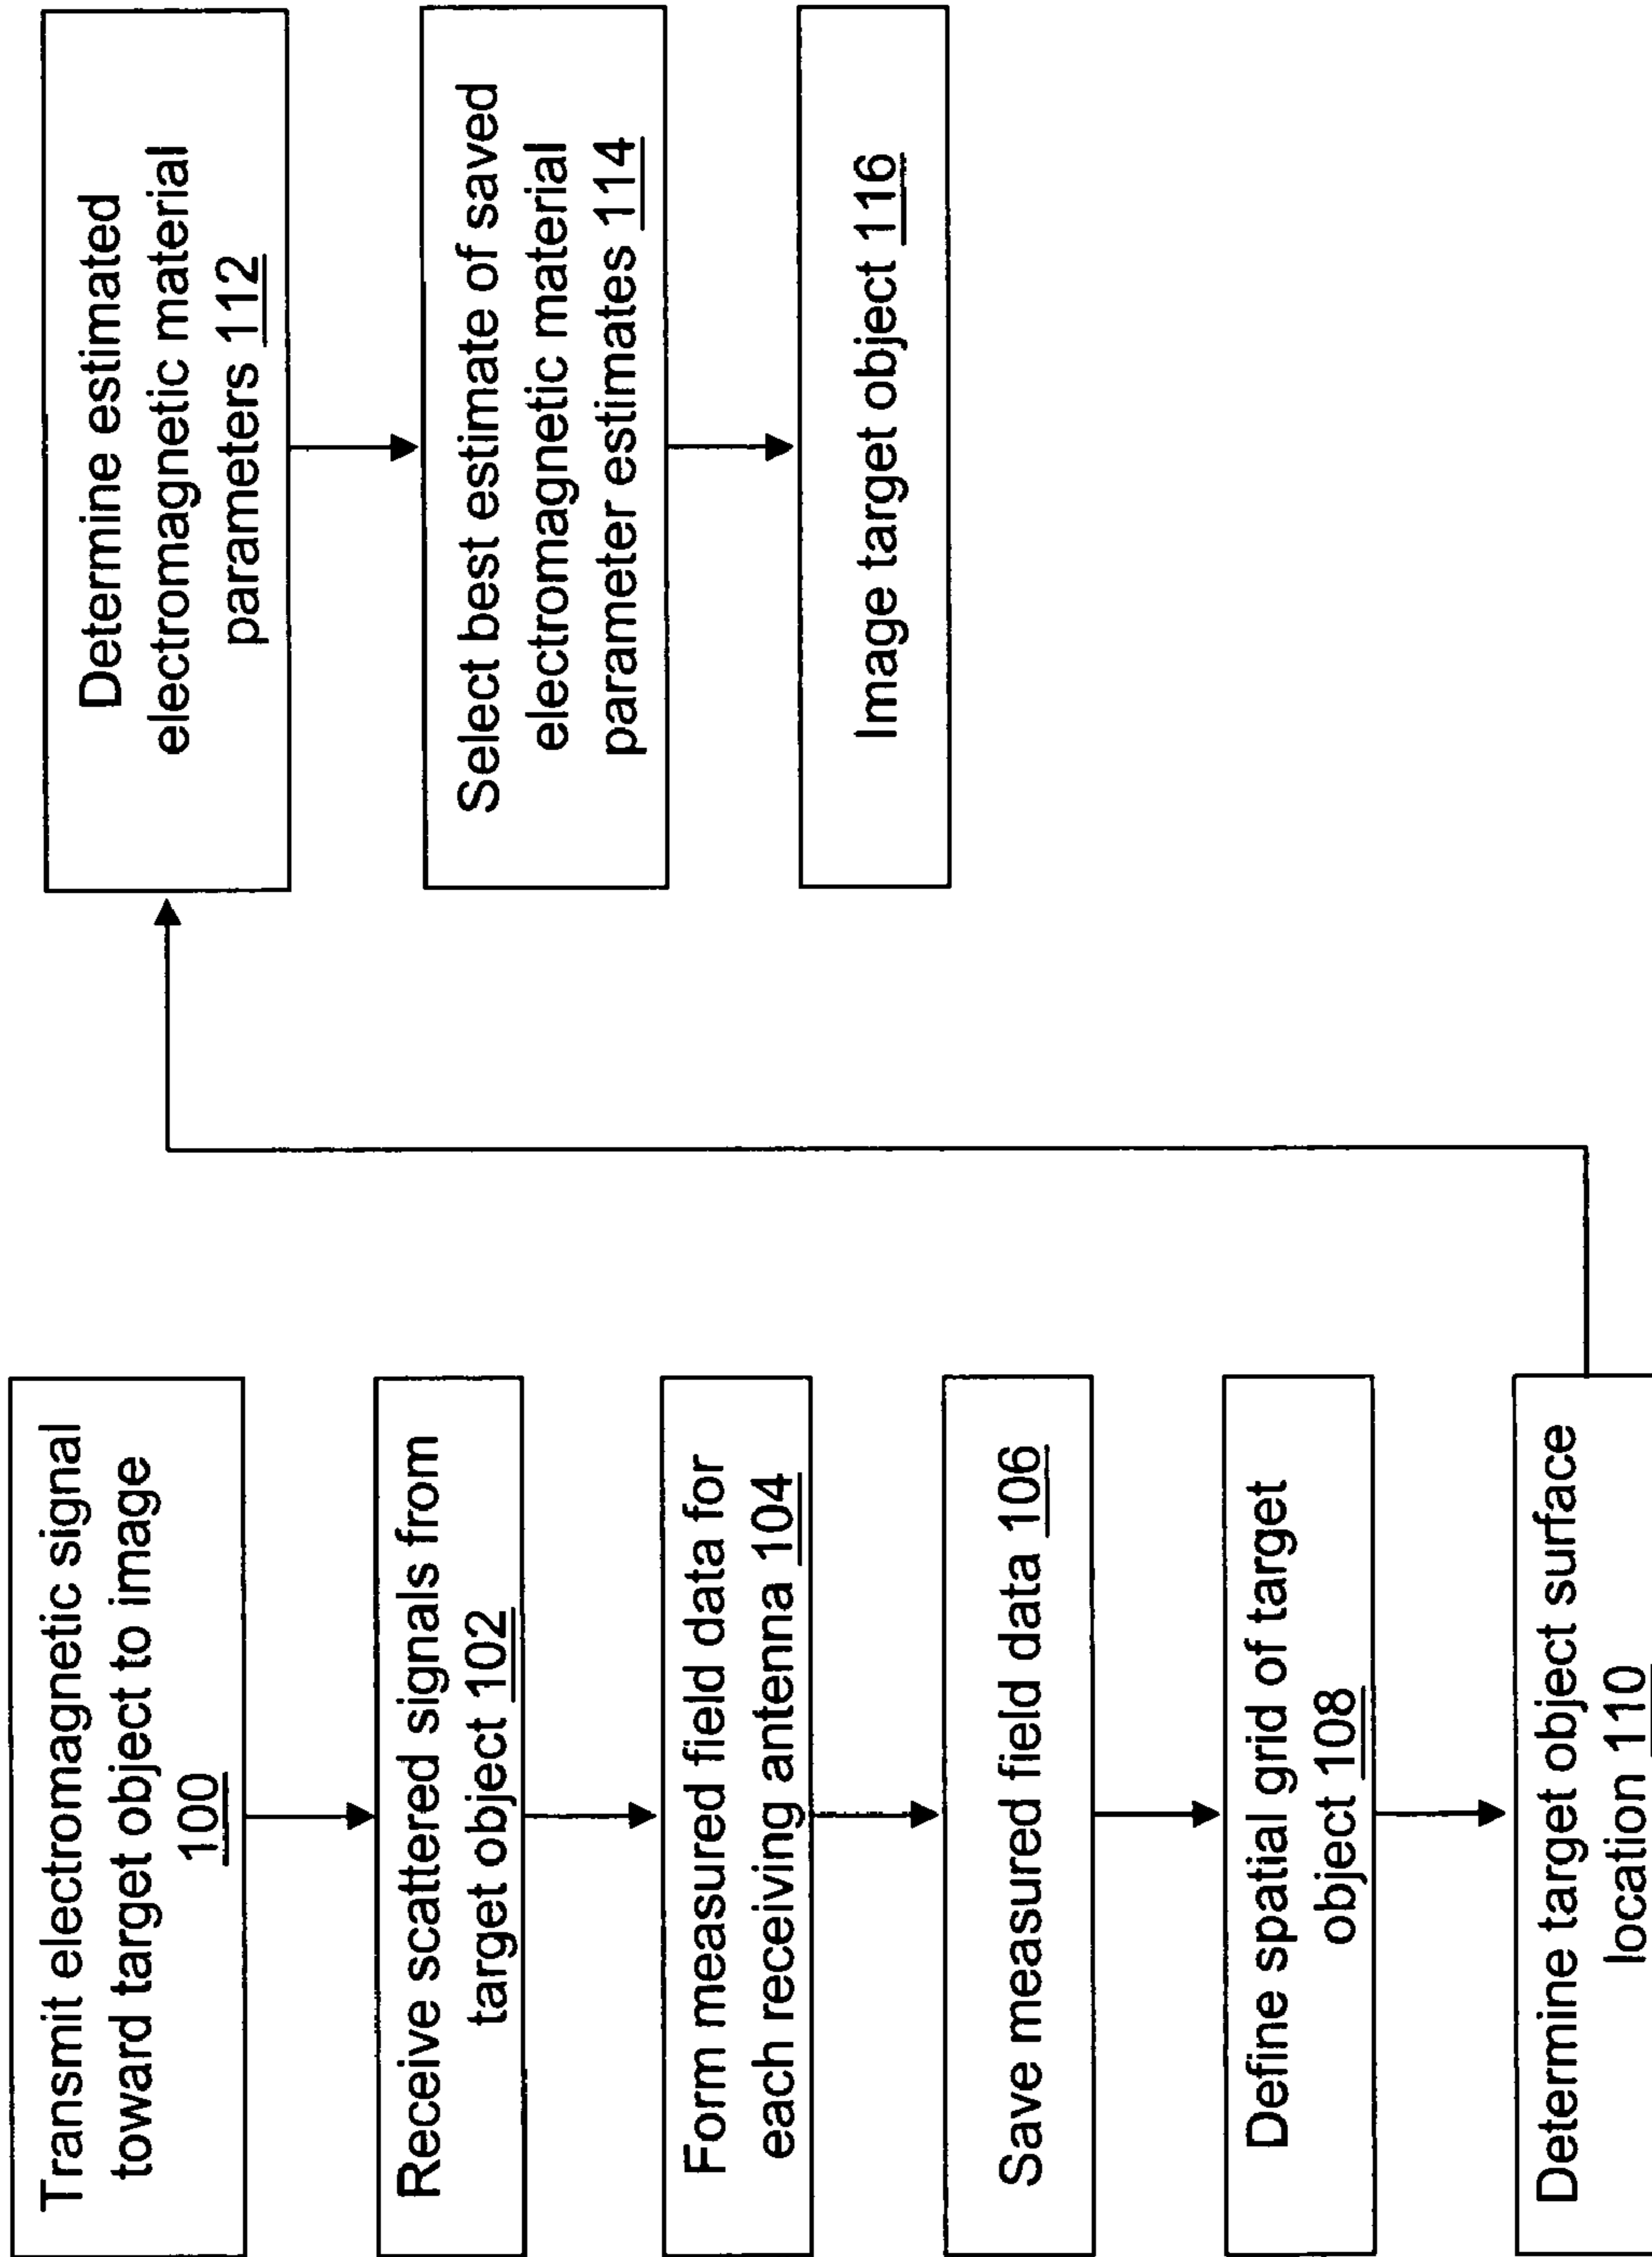 Transmit electromagnetic signal
toward target object to image
100
Receive scattered signals from
target object 102
Form measured field data for
each receiving antenna 104
Save measured field data 106
Define spatial grid of target
object 108
Determine target object surface
location 110
Determine estimated
electromagnetic material
parameters 112
Select best estimate of saved
electromagnetic material
parameter estimates 114
Image target object 116